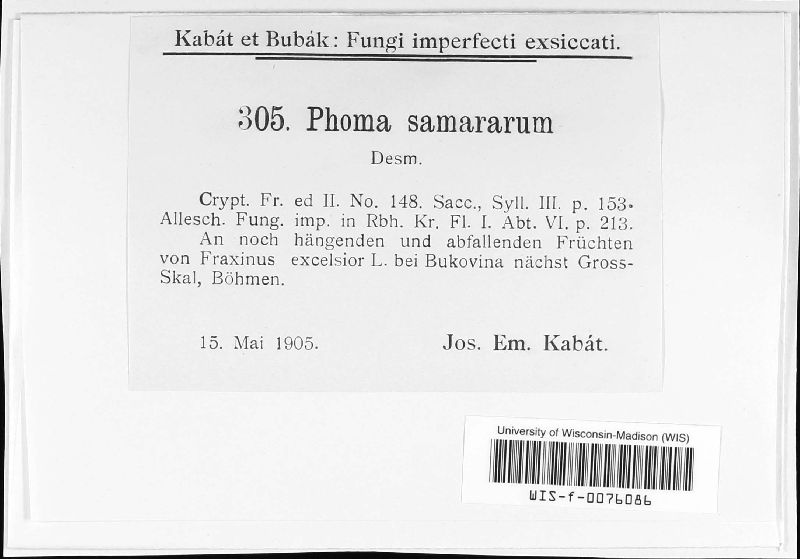 Kabát et Bubák: Fungi imperfecti exsiccati.
305. Phoma samararum
Desm.
Crypt. Fr. ed II. No. 148. Sacc., Syll. III. p. 153.
Allesch. Fung. imp. in Rbh. Kr. Fl. I. Abt. VI. p. 213.
An noch hängenden und abfallenden Früchten
von Fraxinus excelsior L. bei Bukovina nächst Gross-
Skal, Böhmen.
15. Mai 1905. Jos. Em. Kabát.
University of Wisconsin-Madison (WIS)
WIS-f-0076086